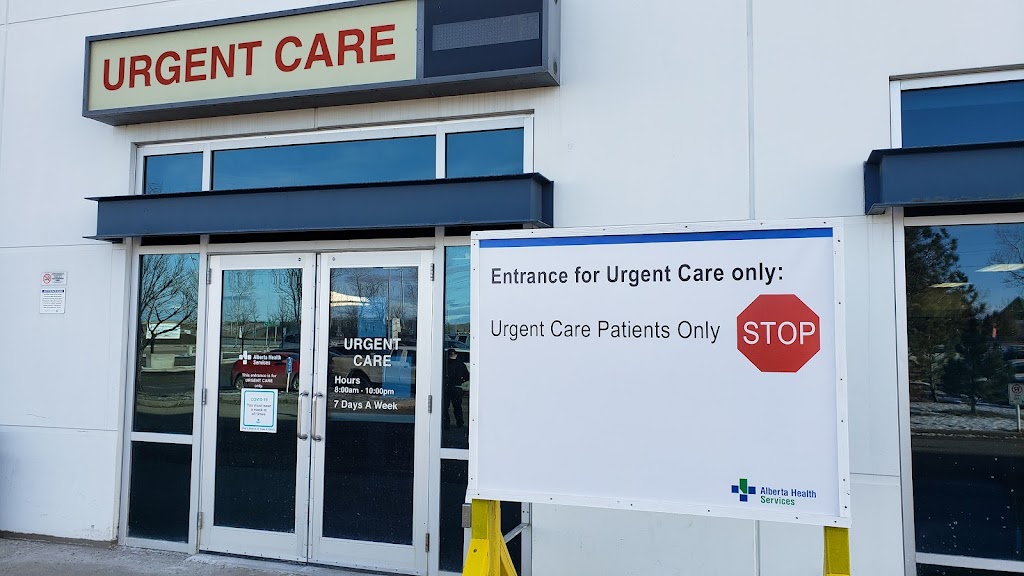 URGENT CARE
Entrance for Urgent Care only:
Urgent Care Patients Only
STOP
Alberta Health
Services
Alberta Health
Services
This entrance is for
URGENT CARE
only.
COVID-19
URGENT
CARE
Hours
8:00am - 10:00pm
7 Days A Week